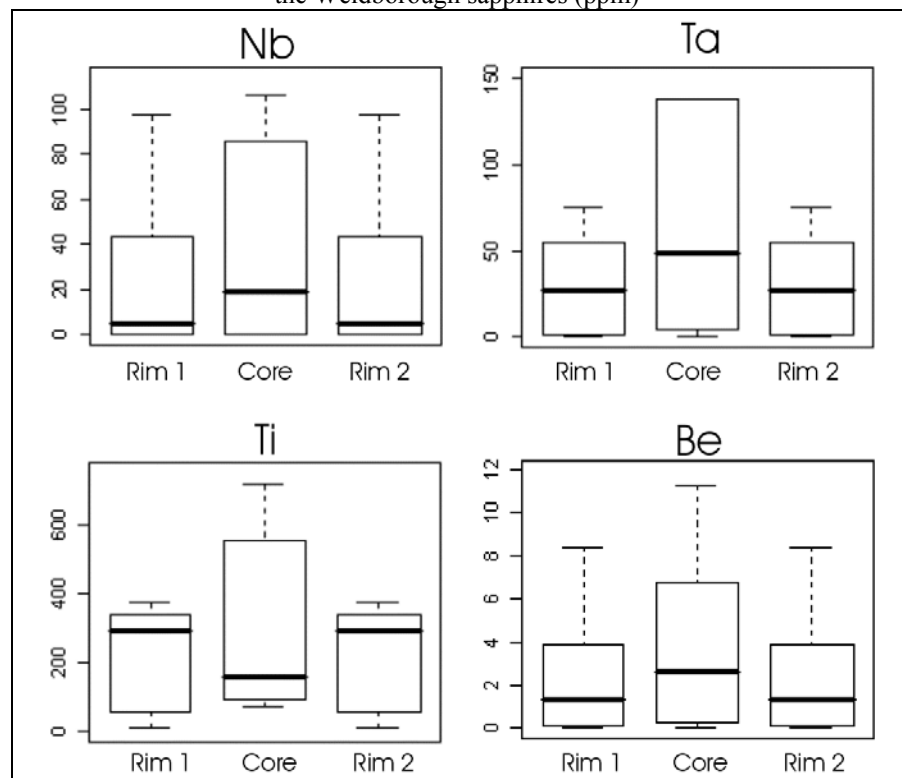 the Weldborough sapphires (ppm)
Nb
Ta
0 20 40 60 80 100
0 50 100 150
Rim 1 Core Rim 2
Rim 1 Core Rim 2
Ti
Be
0 200 400 600
0 2 4 6 8 10 12
Rim 1 Core Rim 2
Rim 1 Core Rim 2